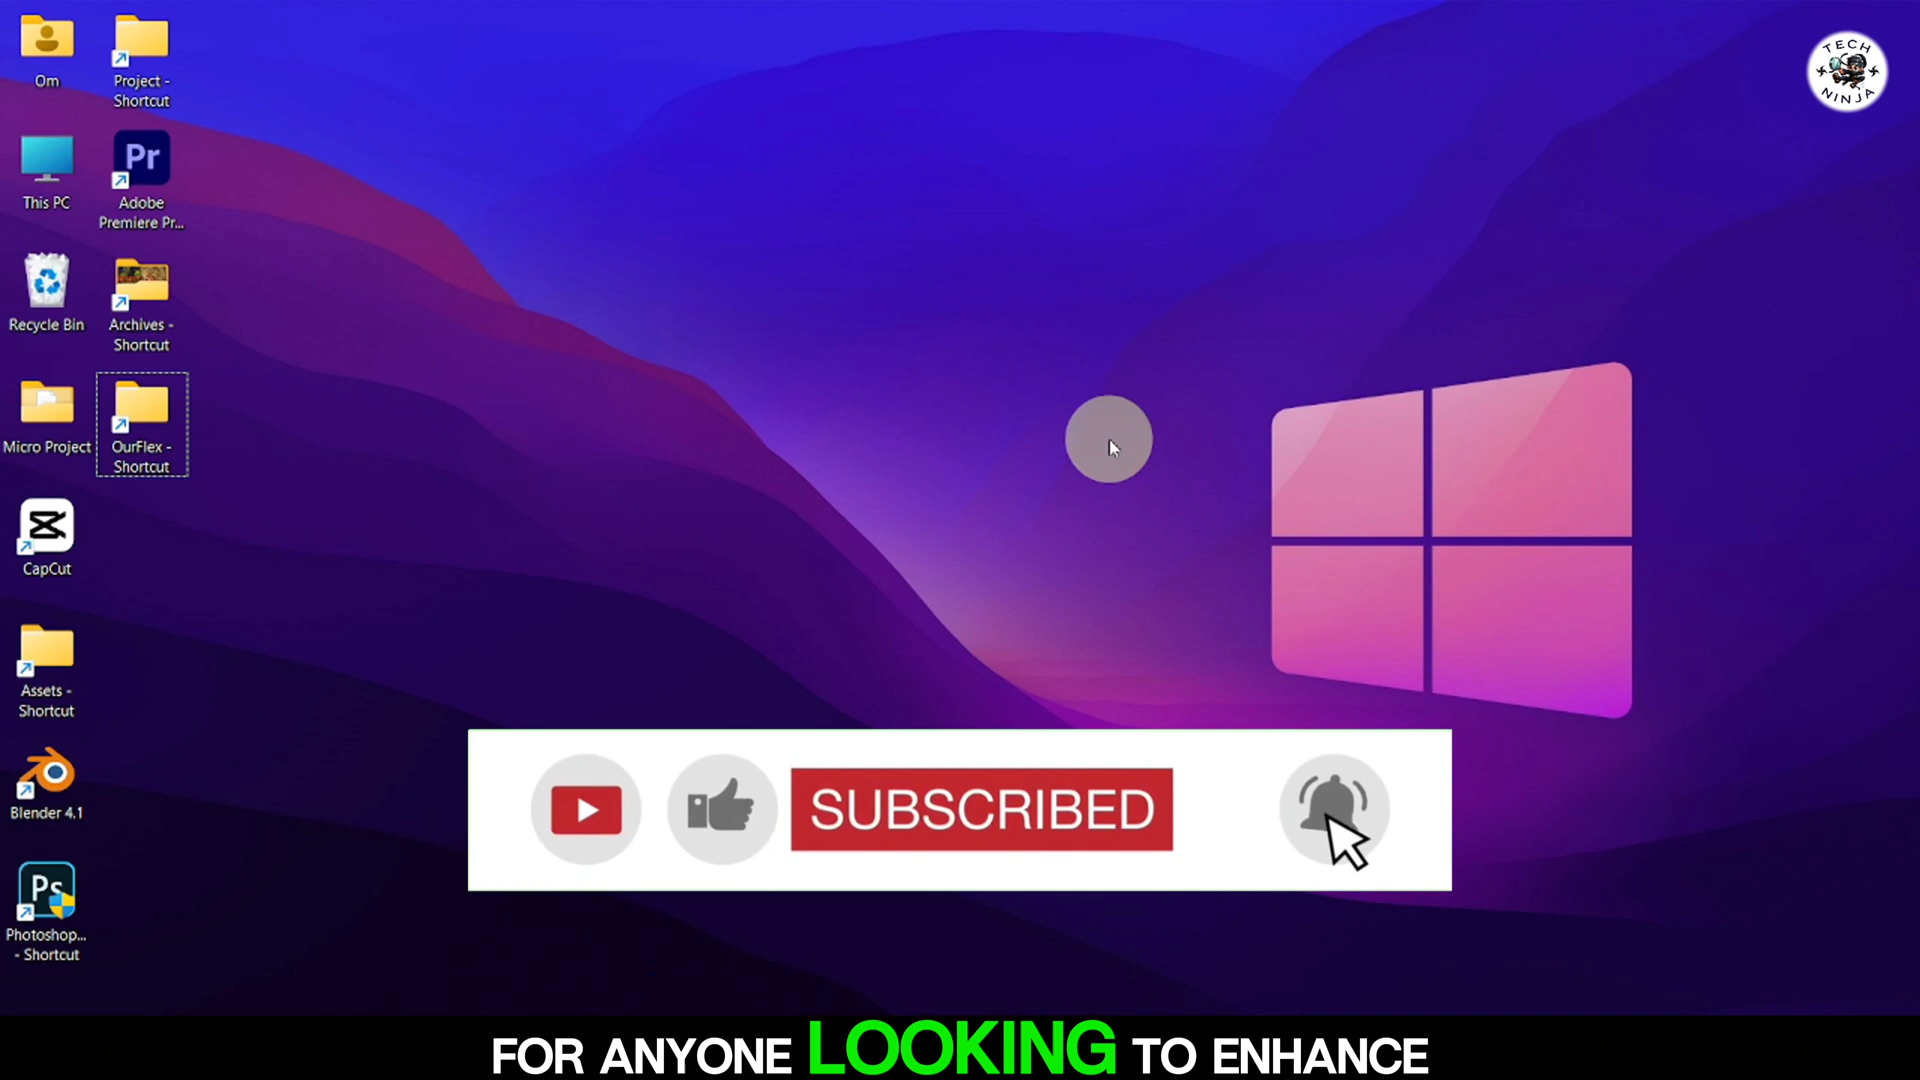 Om
Project -
Shortcut
TECH
NINJA
This PC
Pr
Adobe
Premiere Pr...
Recycle Bin
Archives -
Shortcut
Micro Project
OurFlex -
Shortcut
CapCut
Assets -
Shortcut
Blender 4.1
Ps
Photoshop...
- Shortcut
SUBSCRIBED
FOR ANYONE LOOKING TO ENHANCE